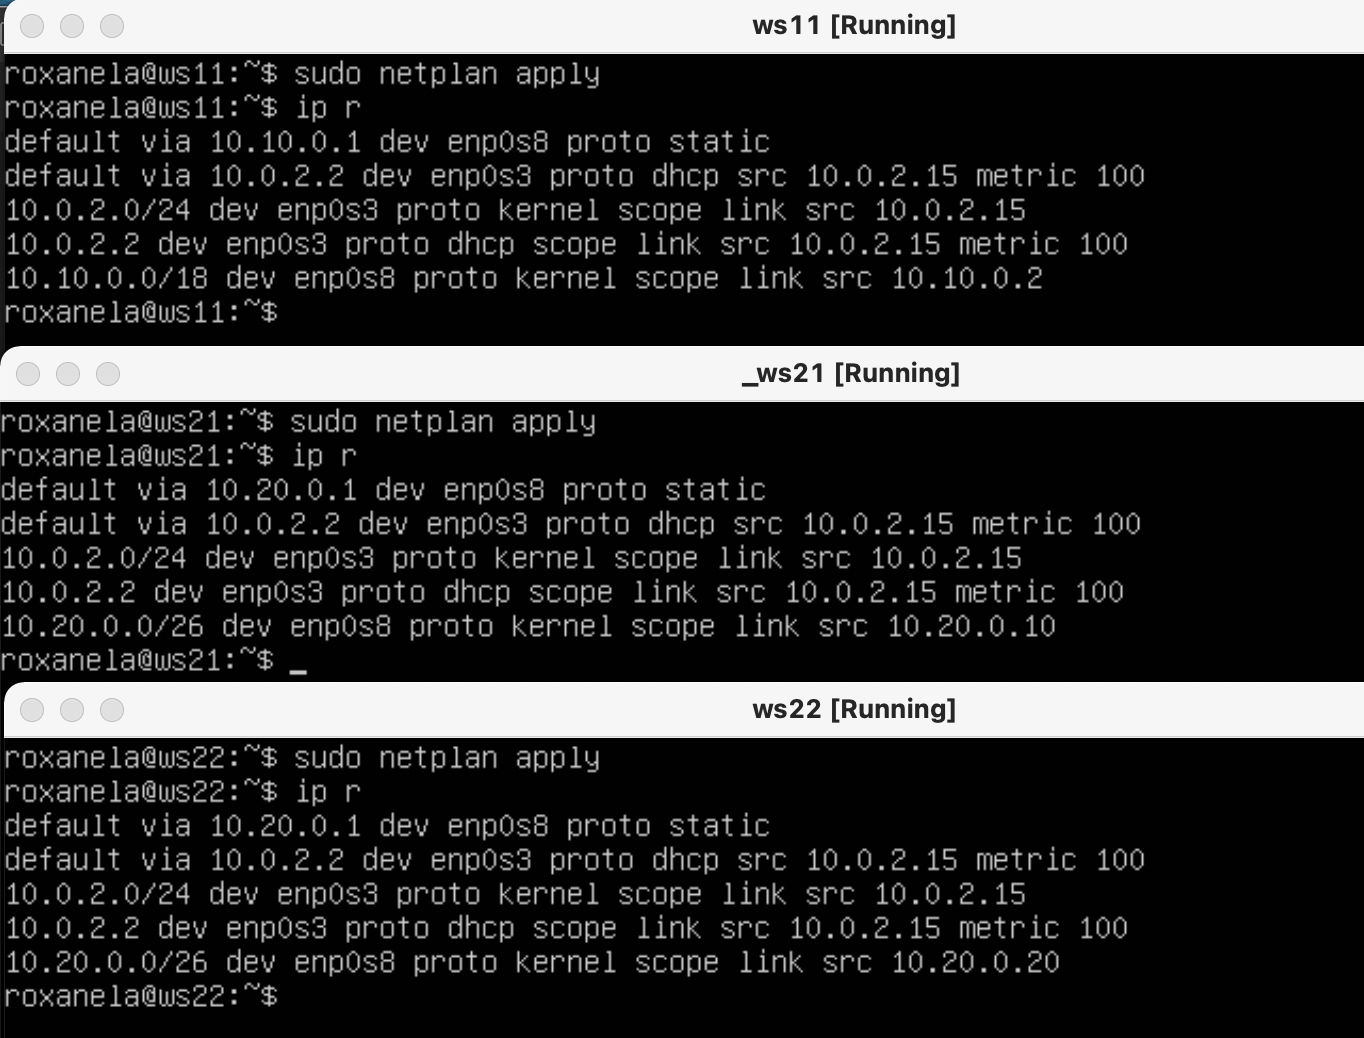 ws11 [Running]
roxanela@ws11:~$ sudo netplan apply
roxanela@ws11:~$ ip r
default via 10.10.0.1 dev enp0s8 proto static
default via 10.0.2.2 dev enp0s3 proto dhcp src 10.0.2.15 metric 100
10.0.2.0/24 dev enp0s3 proto kernel scope link src 10.0.2.15
10.0.2.2 dev enp0s3 proto dhcp scope link src 10.0.2.15 metric 100
10.10.0.0/18 dev enp0s8 proto kernel scope link src 10.10.0.2
roxanela@ws11:~$
_ws21 [Running]
roxanela@ws21:~$ sudo netplan apply
roxanela@ws21:~$ ip r
default via 10.20.0.1 dev enp0s8 proto static
default via 10.0.2.2 dev enp0s3 proto dhcp src 10.0.2.15 metric 100
10.0.2.0/24 dev enp0s3 proto kernel scope link src 10.0.2.15
10.0.2.2 dev enp0s3 proto dhcp scope link src 10.0.2.15 metric 100
10.20.0.0/26 dev enp0s8 proto kernel scope link src 10.20.0.10
roxanela@ws21:~$ _
ws22 [Running]
roxanela@ws22:~$ sudo netplan apply
roxanela@ws22:~$ ip r
default via 10.20.0.1 dev enp0s8 proto static
default via 10.0.2.2 dev enp0s3 proto dhcp src 10.0.2.15 metric 100
10.0.2.0/24 dev enp0s3 proto kernel scope link src 10.0.2.15
10.0.2.2 dev enp0s3 proto dhcp scope link src 10.0.2.15 metric 100
10.20.0.0/26 dev enp0s8 proto kernel scope link src 10.20.0.20
roxanela@ws22:~$